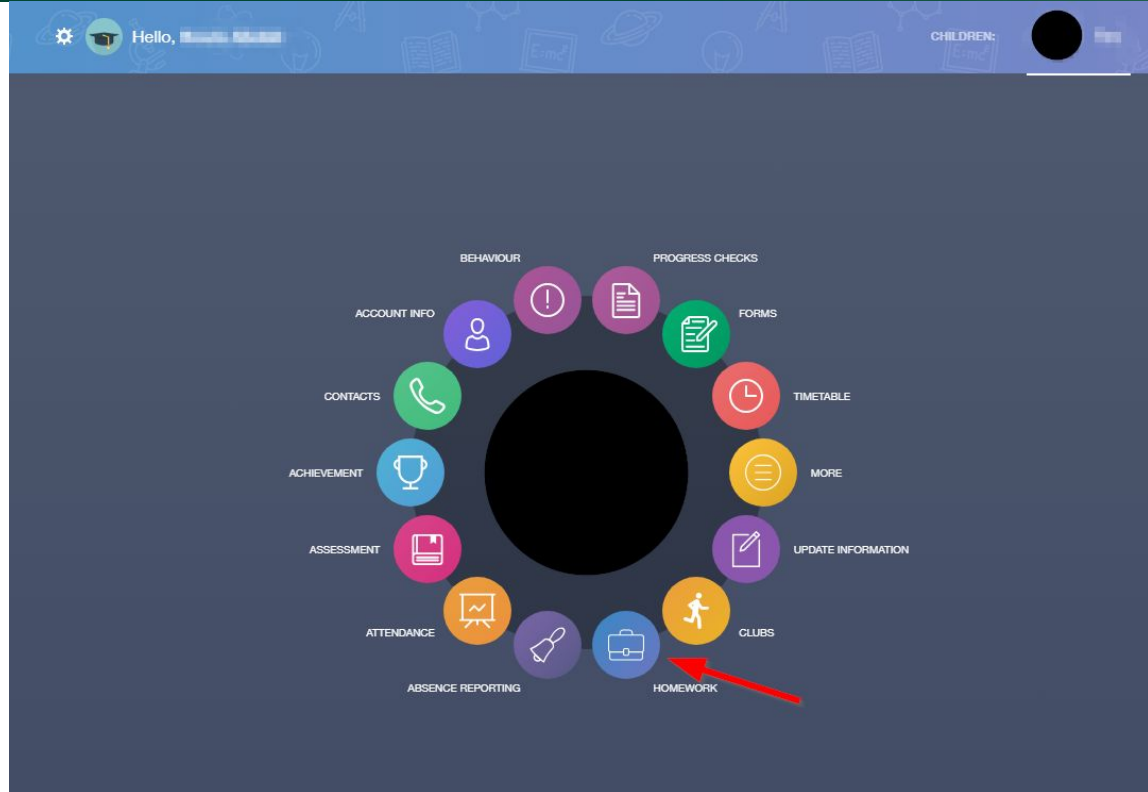 Hello,
CHILDREN:
BEHAVIOUR
PROGRESS CHECKS
ACCOUNT INFO
FORMS
CONTACTS
TIMETABLE
ACHIEVEMENT
MORE
ASSESSMENT
UPDATE INFORMATION
ATTENDANCE
CLUBS
ABSENCE REPORTING
HOMEWORK